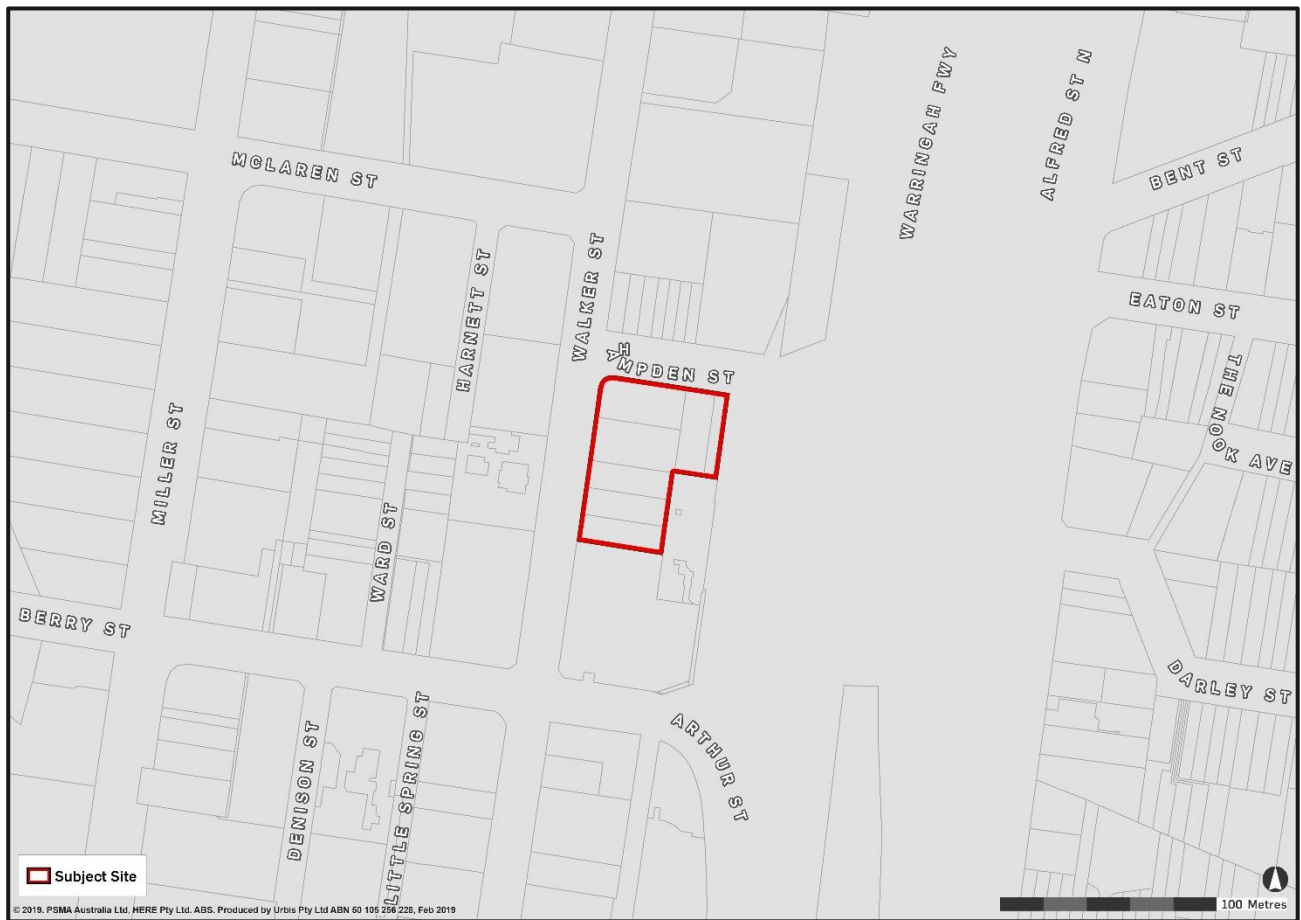 WARRINGAH FWY
ALFRED ST N
BENT ST
MCLAREN ST
HARNETT ST
WALKER ST
EATON ST
HAMPDEN ST
THE NOOK AVE
MILLER ST
WARD ST
BERRY ST
DARLEY ST
ARTHUR ST
DENISON ST
LITTLE SPRING ST
Subject Site
100 Metres
© 2019. PSMA Australia Ltd, HERE Pty Ltd. ABS. Produced by Urbis Pty Ltd ABN 50 105 256 228, Feb 2019